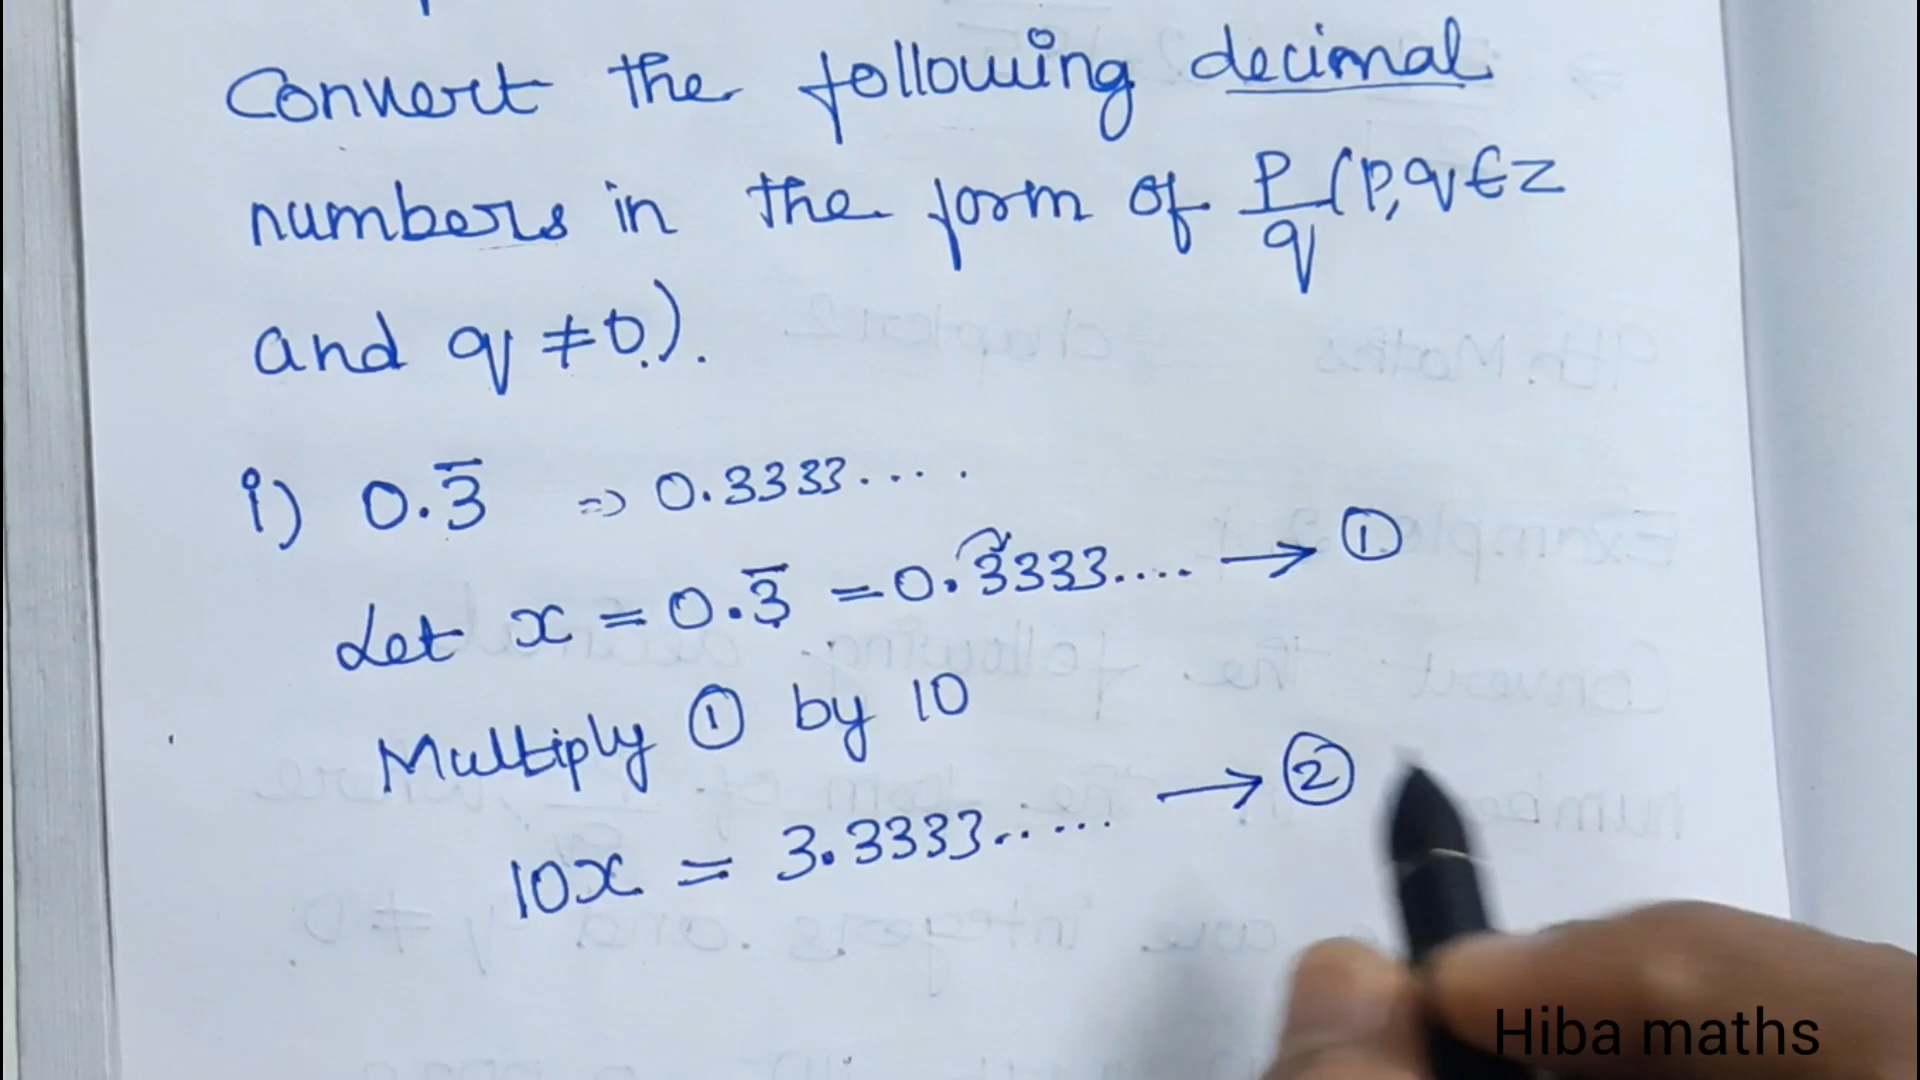 Convert the following decimal
numbers in the form of p/q (p, q ∈ z
and q ≠ 0.).
i) 0.3̅ => 0.3333.....
Let x = 0.3̅ = 0.3333.... → ①
Multiply ① by 10
10x = 3.3333...... → ②
Hiba maths